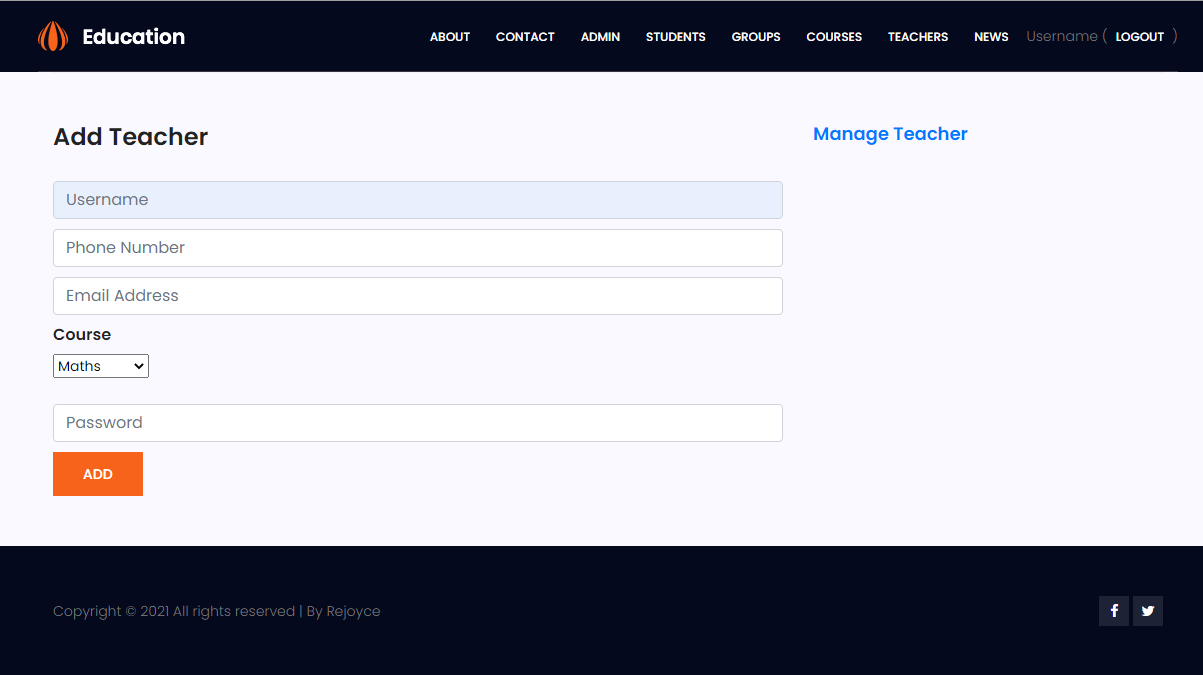 Education
ABOUT CONTACT ADMIN STUDENTS GROUPS COURSES TEACHERS NEWS Username ( LOGOUT )
Add Teacher
Manage Teacher
Username
Phone Number
Email Address
Course
Maths
Password
ADD
Copyright © 2021 All rights reserved | By Rejoyce